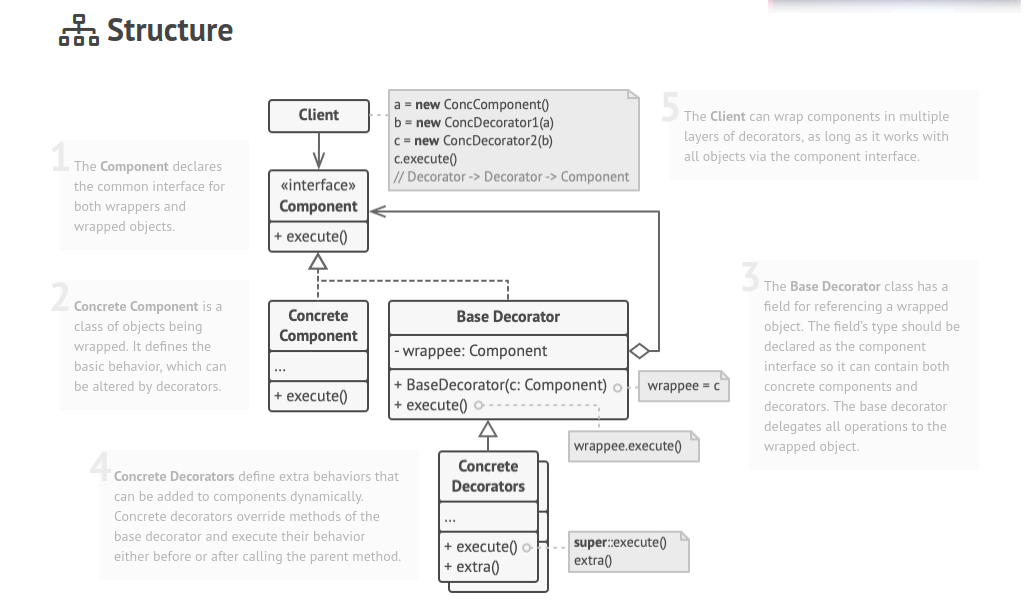 Structure
Client
a = new ConcComponent()
b = new ConcDecorator1(a)
c = new ConcDecorator2(b)
c.execute()
// Decorator -> Decorator -> Component
5
The Client can wrap components in multiple
layers of decorators, as long as it works with
all objects via the component interface.
1
The Component declares
the common interface for
both wrappers and
wrapped objects.
«interface»
Component
+ execute()
2
Concrete Component is a
class of objects being
wrapped. It defines the
basic behavior, which can
be altered by decorators.
Concrete
Component
...
+ execute()
Base Decorator
- wrappee: Component
+ BaseDecorator(c: Component)
+ execute()
wrappee = c
wrappee.execute()
3
The Base Decorator class has a
field for referencing a wrapped
object. The field's type should be
declared as the component
interface so it can contain both
concrete components and
decorators. The base decorator
delegates all operations to the
wrapped object.
4
Concrete Decorators define extra behaviors that
can be added to components dynamically.
Concrete decorators override methods of the
base decorator and execute their behavior
either before or after calling the parent method.
Concrete
Decorators
...
+ execute()
+ extra()
super::execute()
extra()